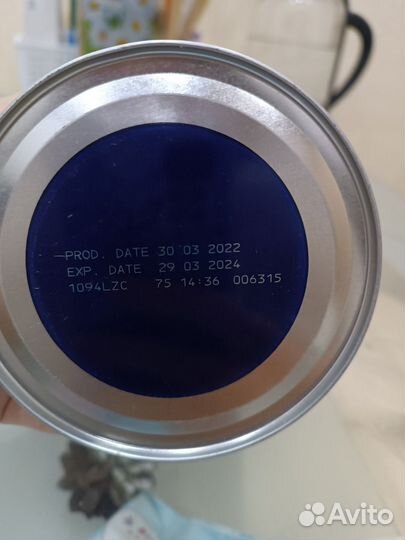 PROD. DATE 30 03 2022
EXP. DATE 29 03 2024
1094LZC 75 14:36 006315
Avito